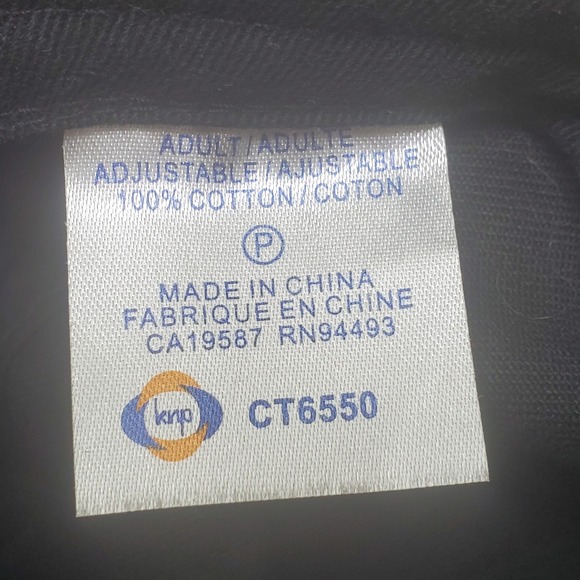 ADULT / ADULTE
ADJUSTABLE / AJUSTABLE
100% COTTON / COTON
P
MADE IN CHINA
FABRIQUE EN CHINE
CA19587 RN94493
knp CT6550